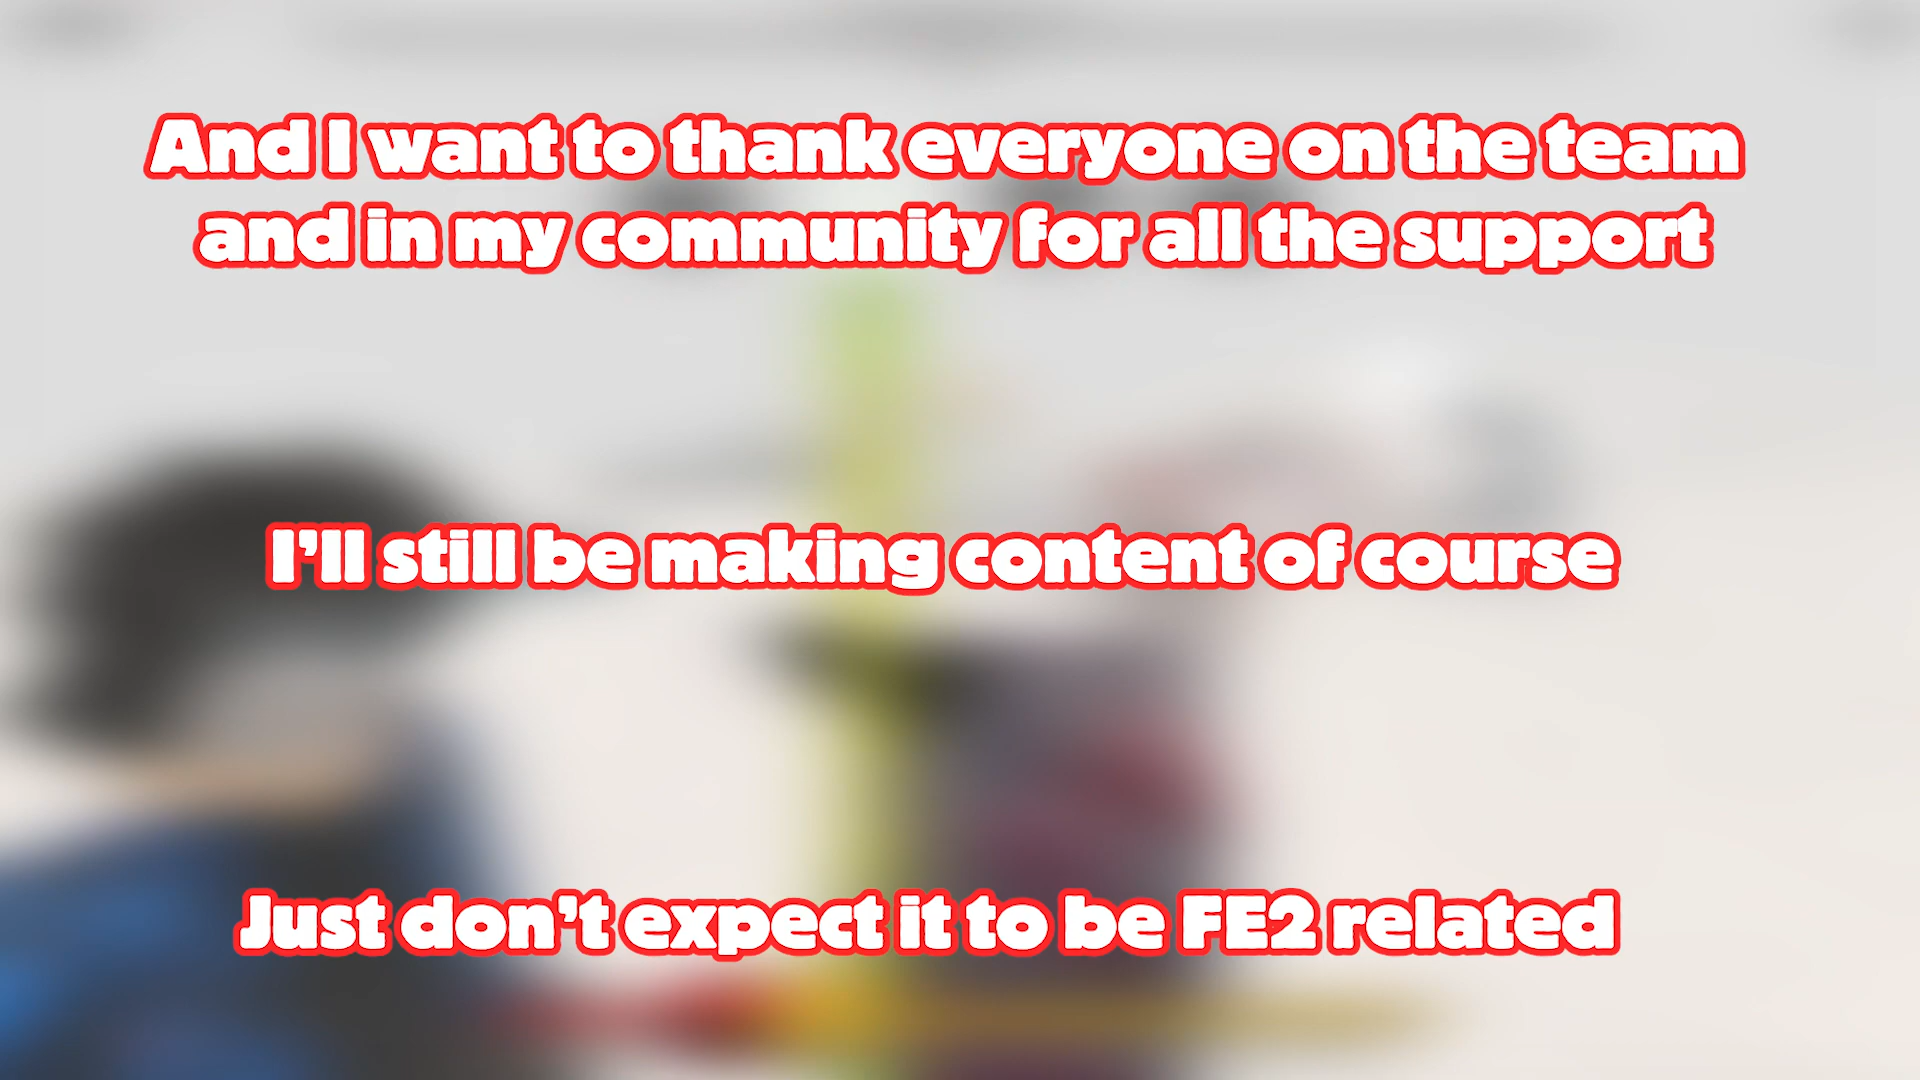 And I want to thank everyone on the team
and in my community for all the support
I'll still be making content of course
Just don't expect it to be FE2 related